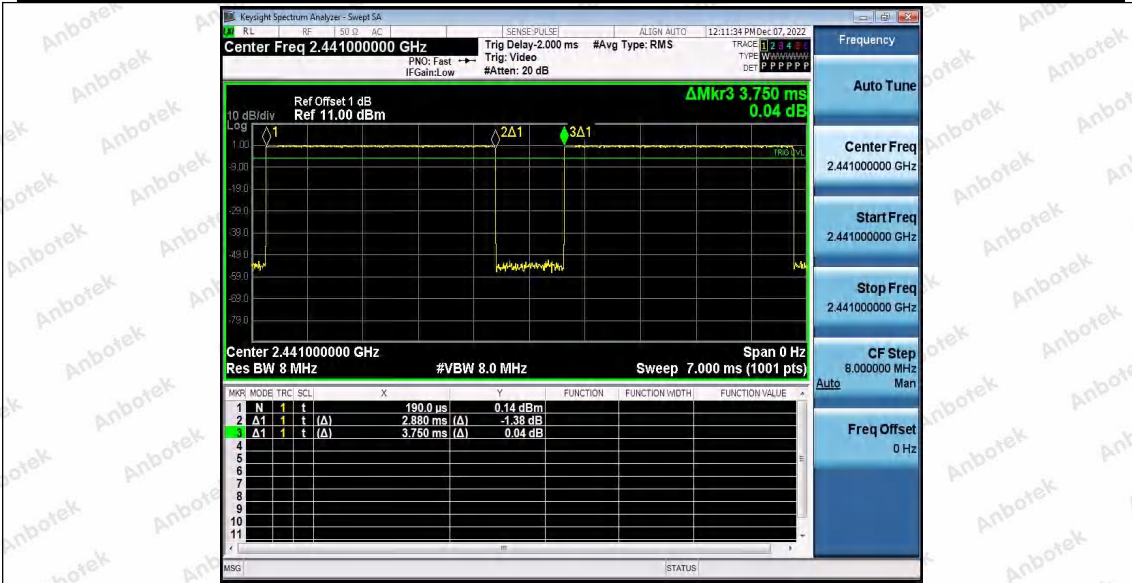 Keysight Spectrum Analyzer - Swept SA
RL RF 50 Ω AC SENSE:PULSE ALIGN AUTO 12:11:34 PM Dec 07, 2022
Center Freq 2.441000000 GHz
PNO: Fast
IFGain:Low
Trig Delay-2.000 ms
Trig: Video
#Atten: 20 dB
#Avg Type: RMS
TRACE 1 2 3 4 5 6
TYPE WWWWWW
DET P P P P P P
ΔMkr3 3.750 ms
0.04 dB
Ref Offset 1 dB
10 dB/div Ref 11.00 dBm
Log
1 2Δ1 3Δ1
1.00
TRIG LVL
-9.00
-19.0
-29.0
-39.0
-49.0
-59.0
-69.0
-79.0
Center 2.441000000 GHz Span 0 Hz
Res BW 8 MHz #VBW 8.0 MHz Sweep 7.000 ms (1001 pts)
MKR MODE TRC SCL X Y FUNCTION FUNCTION WIDTH FUNCTION VALUE
1 N 1 t 190.0 µs 0.14 dBm
2 Δ1 1 t (Δ) 2.880 ms (Δ) -1.38 dB
3 Δ1 1 t (Δ) 3.750 ms (Δ) 0.04 dB
4
5
6
7
8
9
10
11
MSG STATUS
Frequency
Auto Tune
Center Freq
2.441000000 GHz
Start Freq
2.441000000 GHz
Stop Freq
2.441000000 GHz
CF Step
8.000000 MHz
Auto Man
Freq Offset
0 Hz
Anbotek